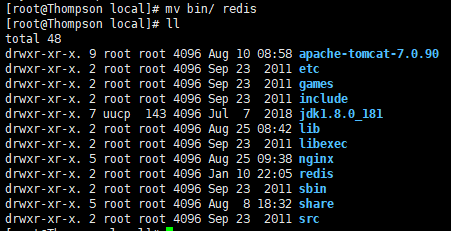 [root@Thompson local]# mv bin/ redis
[root@Thompson local]# ll
total 48
drwxr-xr-x. 9 root root 4096 Aug 10 08:58 apache-tomcat-7.0.90
drwxr-xr-x. 2 root root 4096 Sep 23  2011 etc
drwxr-xr-x. 2 root root 4096 Sep 23  2011 games
drwxr-xr-x. 2 root root 4096 Sep 23  2011 include
drwxr-xr-x. 7 uucp  143 4096 Jul  7  2018 jdk1.8.0_181
drwxr-xr-x. 2 root root 4096 Aug 25 08:42 lib
drwxr-xr-x. 2 root root 4096 Sep 23  2011 libexec
drwxr-xr-x. 5 root root 4096 Aug 25 09:38 nginx
drwxr-xr-x. 2 root root 4096 Jan 10 22:05 redis
drwxr-xr-x. 2 root root 4096 Sep 23  2011 sbin
drwxr-xr-x. 5 root root 4096 Aug  8 18:32 share
drwxr-xr-x. 2 root root 4096 Sep 23  2011 src